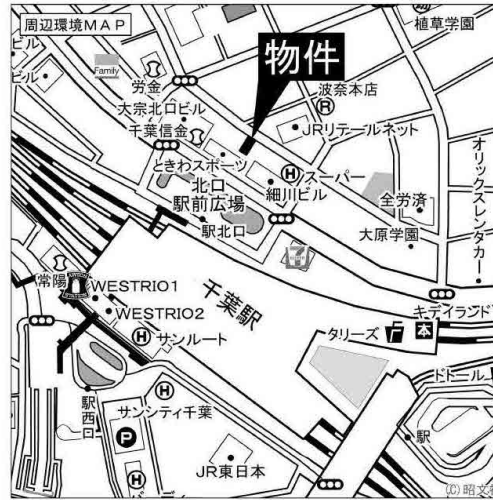 周辺環境MAP
植草学園
ビル
ビル
Family
労金
物件
波奈本店
R
大宗北口ビル
千葉信金
JRリテールネット
ときわスポーツ
H
スーパー
細川ビル
北口
駅前広場
駅北口
全労済
オリックスレンタカー
大原学園
7
千葉駅
常陽
WESTRIO1
WESTRIO2
H
サンルート
タリーズ
本
キデイランド
ドトール
駅西口
H
サンシティ千葉
P
JR東日本
駅
H
(C)昭文